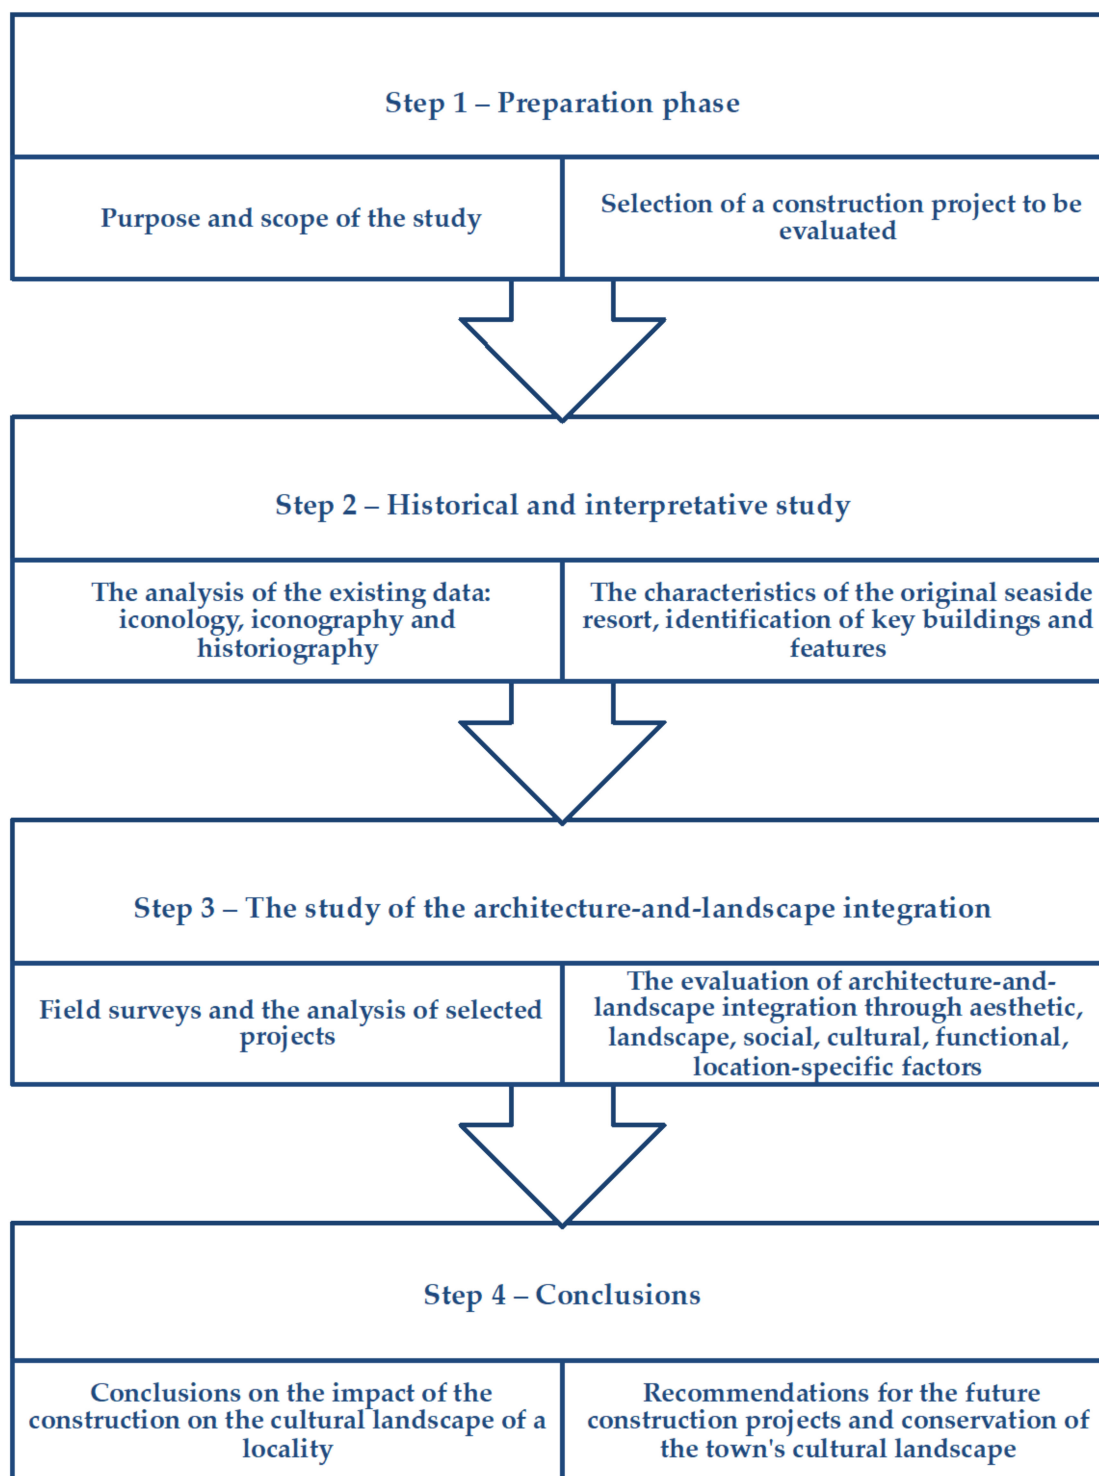 Step 1 – Preparation phase
Purpose and scope of the study
Selection of a construction project to be
evaluated
Step 2 – Historical and interpretative study
The analysis of the existing data:
iconology, iconography and
historiography
The characteristics of the original seaside
resort, identification of key buildings and
features
Step 3 – The study of the architecture-and-landscape integration
Field surveys and the analysis of selected
projects
The evaluation of architecture-and-
landscape integration through aesthetic,
landscape, social, cultural, functional,
location-specific factors
Step 4 – Conclusions
Conclusions on the impact of the
construction on the cultural landscape of a
locality
Recommendations for the future
construction projects and conservation of
the town's cultural landscape